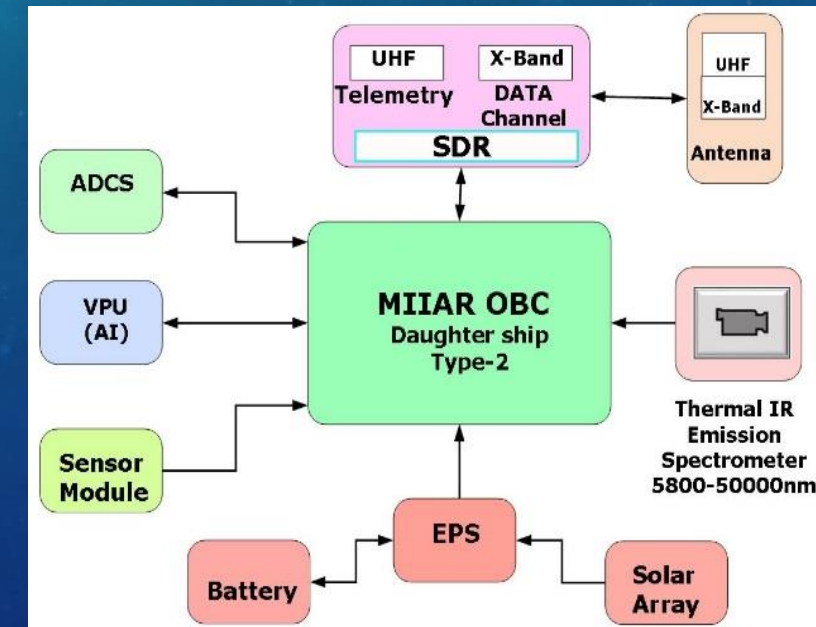 UHF
Telemetry
X-Band
DATA
Channel
SDR
UHF
X-Band
Antenna
ADCS
VPU
(AI)
Sensor
Module
MIIAR OBC
Daughter ship
Type-2
Thermal IR
Emission
Spectrometer
5800-50000nm
EPS
Battery
Solar
Array